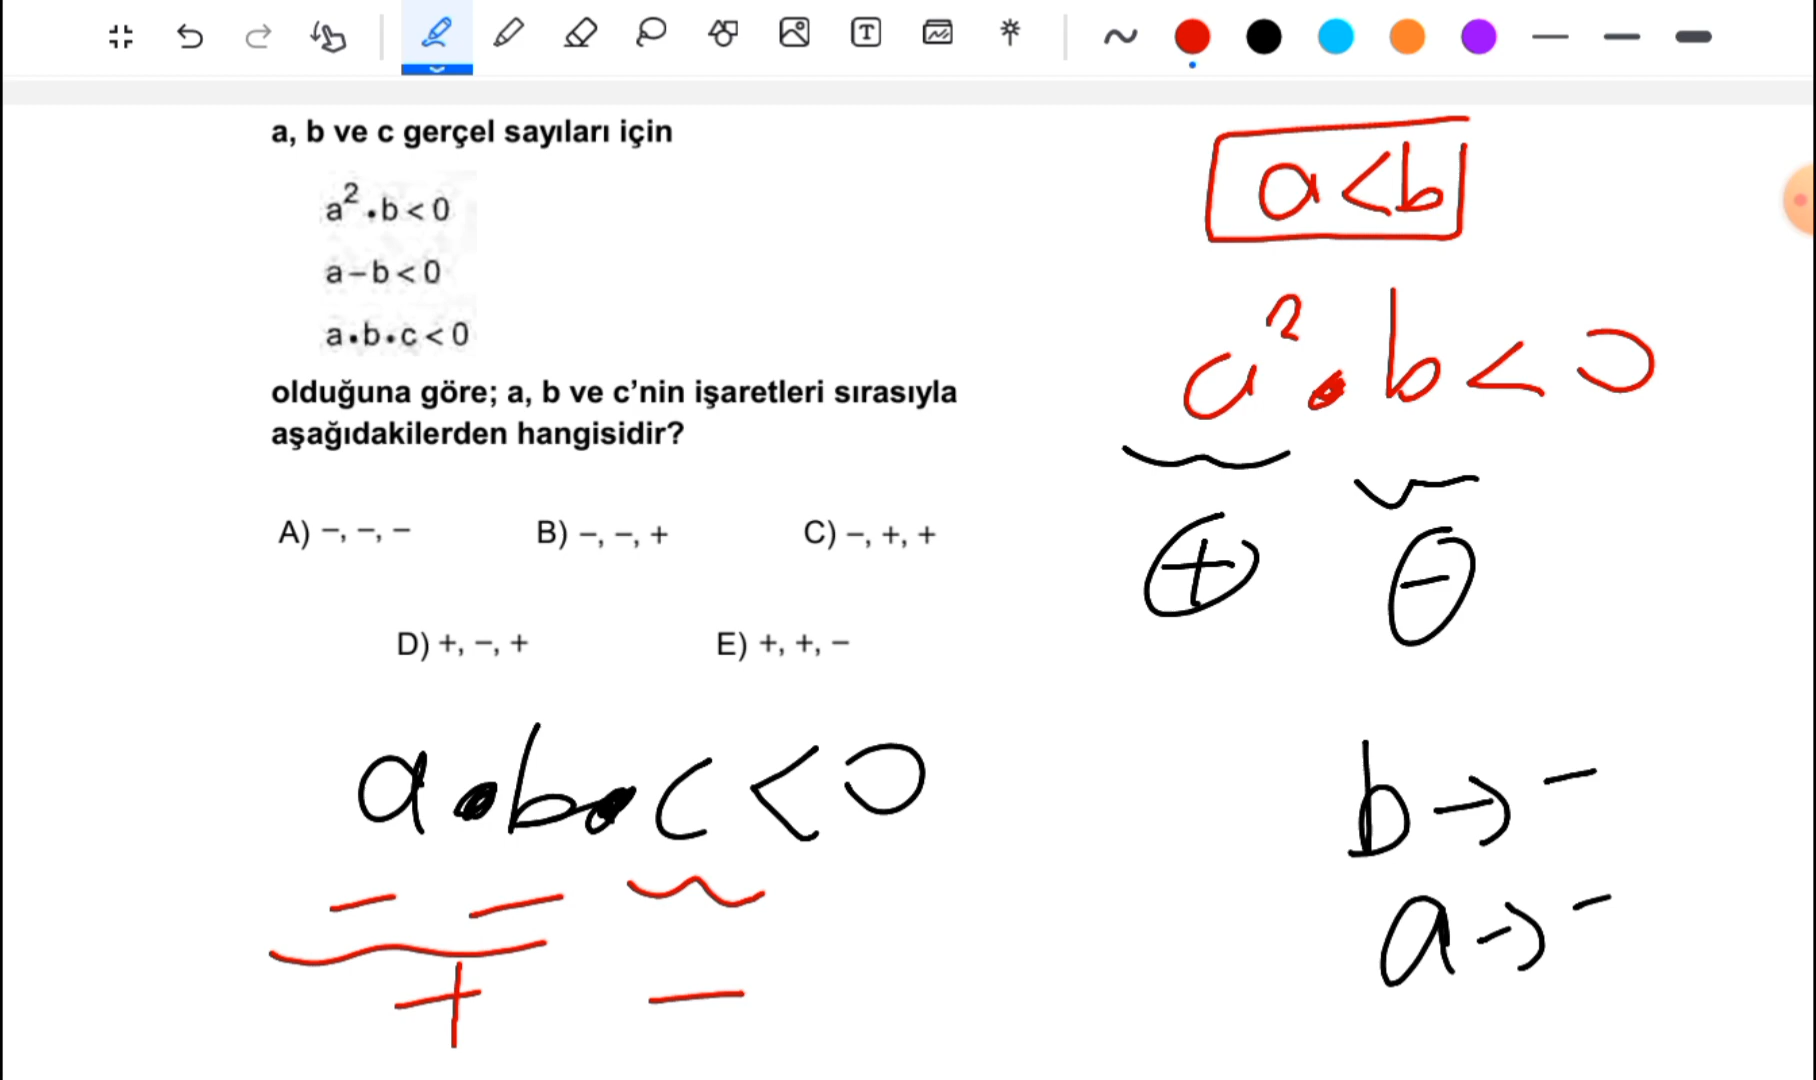 a, b ve c gerçel sayıları için
a² . b < 0
a – b < 0
a . b . c < 0
olduğuna göre; a, b ve c’nin işaretleri sırasıyla
aşağıdakilerden hangisidir?
A) –, –, –
B) –, –, +
C) –, +, +
D) +, –, +
E) +, +, –
a < b
a² . b < 0
+ –
b → –
a → –
a . b . c < 0
– –
+ –